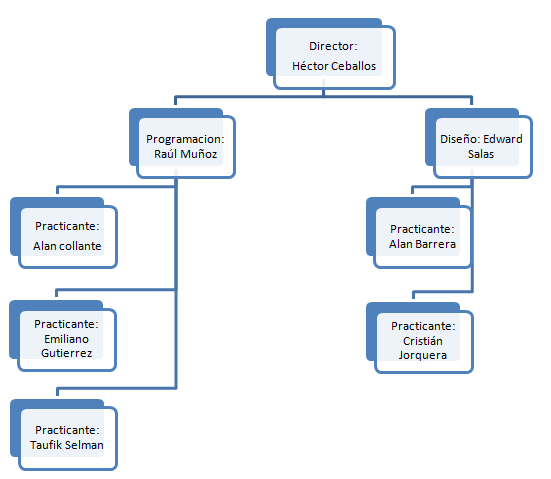 Director:
Héctor Ceballos
Programacion:
Raúl Muñoz
Diseño: Edward
Salas
Practicante:
Alan collante
Practicante:
Alan Barrera
Practicante:
Emiliano
Gutierrez
Practicante:
Cristián
Jorquera
Practicante:
Taufik Selman